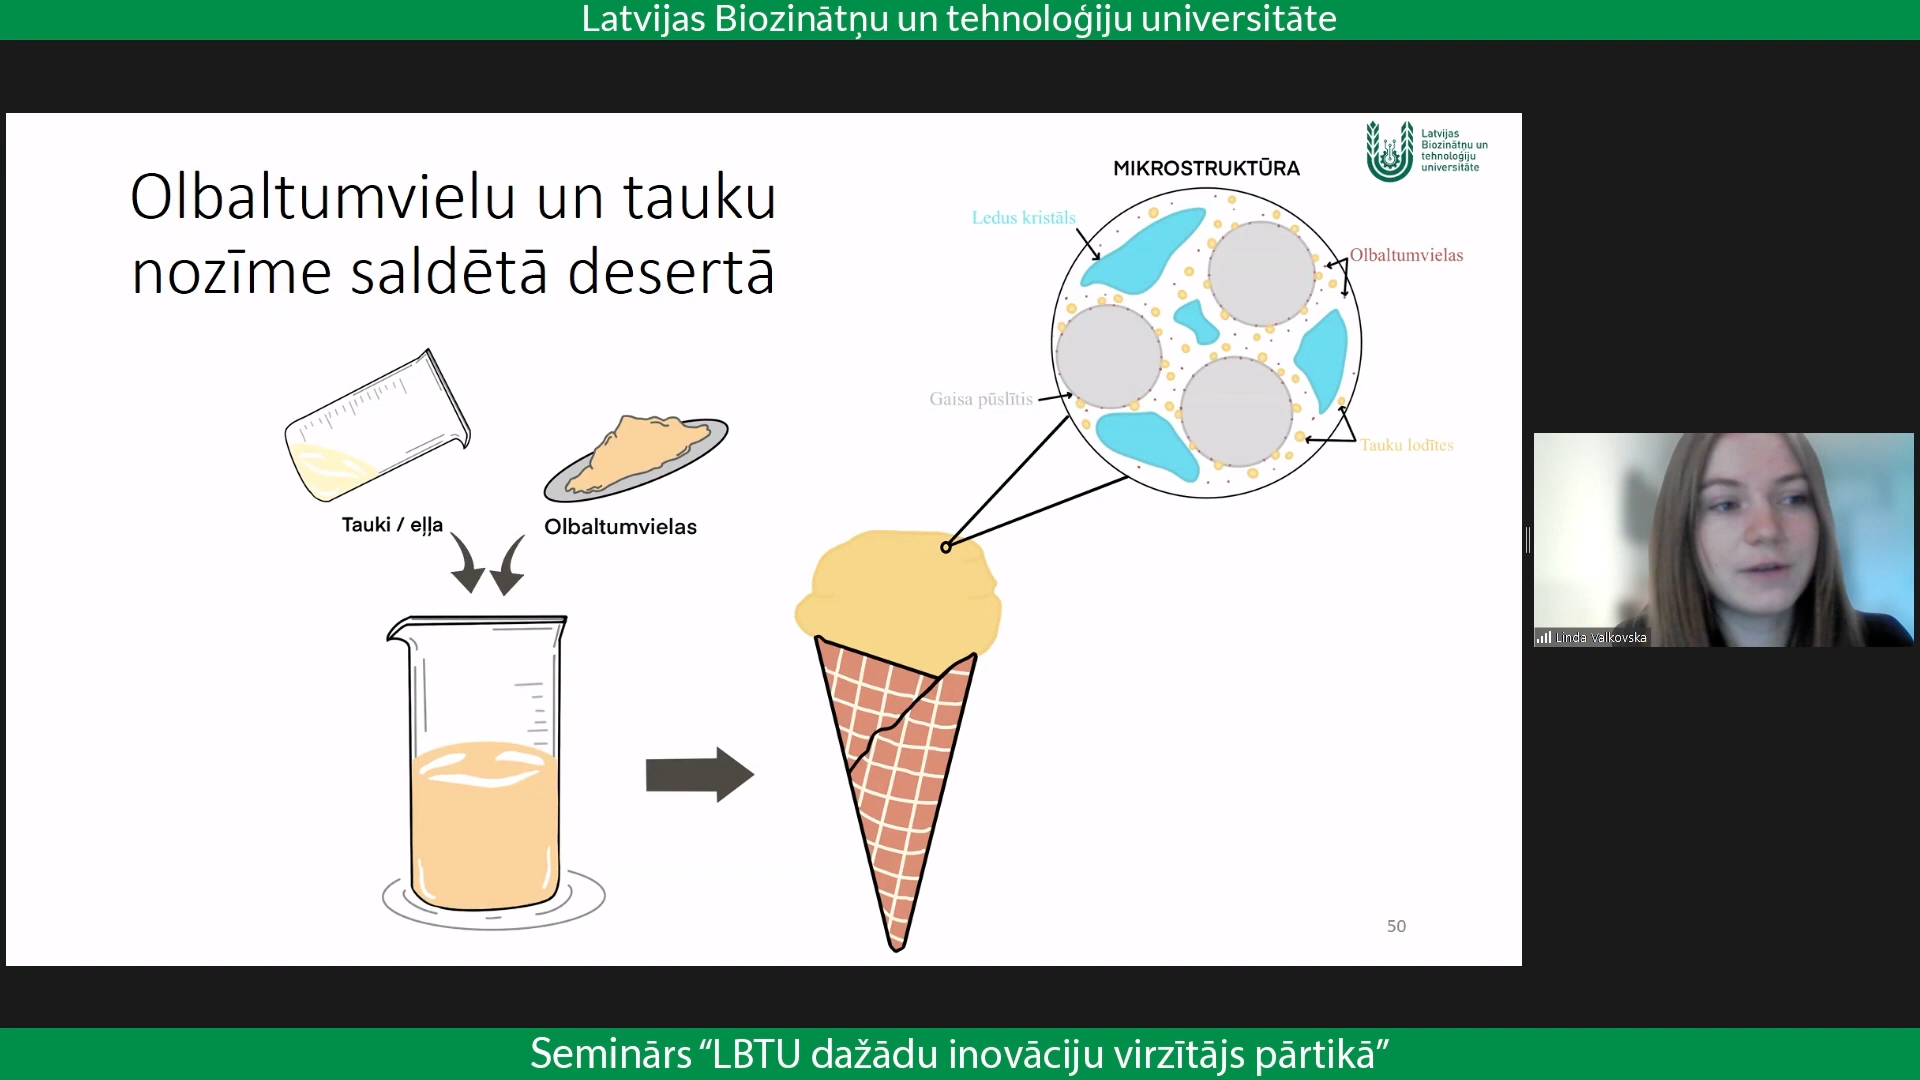 Latvijas Biozinātņu un tehnoloģiju universitāte
Olbaltumvielu un tauku
nozīme saldētā desertā
MIKROSTRUKTŪRA
Latvijas
Biozinātņu un
tehnoloģiju
universitāte
Ledus kristāls
Olbaltumvielas
Gaisa pūslītis
Tauku lodītes
Tauki / eļļa
Olbaltumvielas
50
Linda Valkovska
Seminārs “LBTU dažādu inovāciju virzītājs pārtikā”